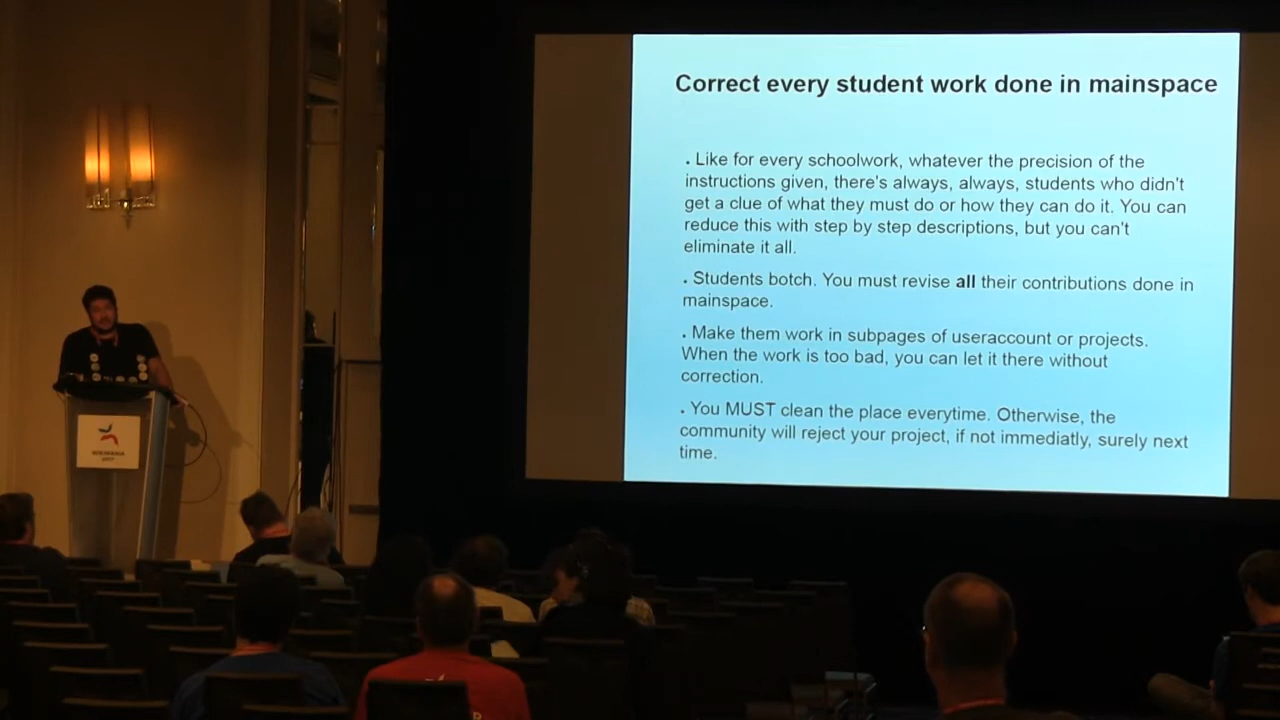 Correct every student work done in mainspace
. Like for every schoolwork, whatever the precision of the
instructions given, there's always, always, students who didn't
get a clue of what they must do or how they can do it. You can
reduce this with step by step descriptions, but you can't
eliminate it all.
. Students botch. You must revise all their contributions done in
mainspace.
. Make them work in subpages of useraccount or projects.
When the work is too bad, you can let it there without
correction.
. You MUST clean the place everytime. Otherwise, the
community will reject your project, if not immediatly, surely next
time.
WIKIMANIA
2017